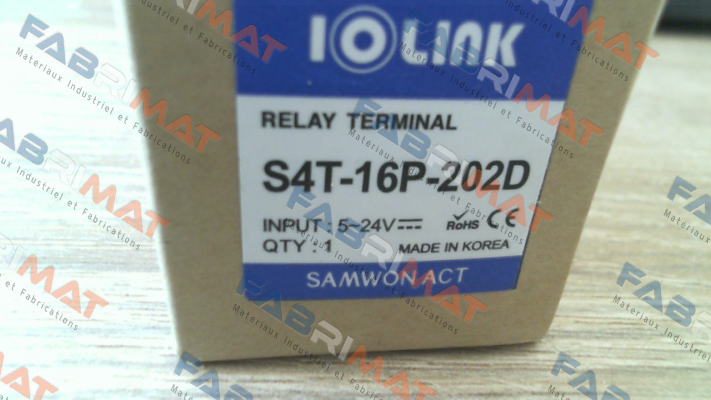 IOLINK
RELAY TERMINAL
S4T-16P-202D
INPUT : 5~24V⎓
RoHS CE
QTY : 1
MADE IN KOREA
SAMWON ACT
FABRIMAT
Materiaux Industriel et Fabrications